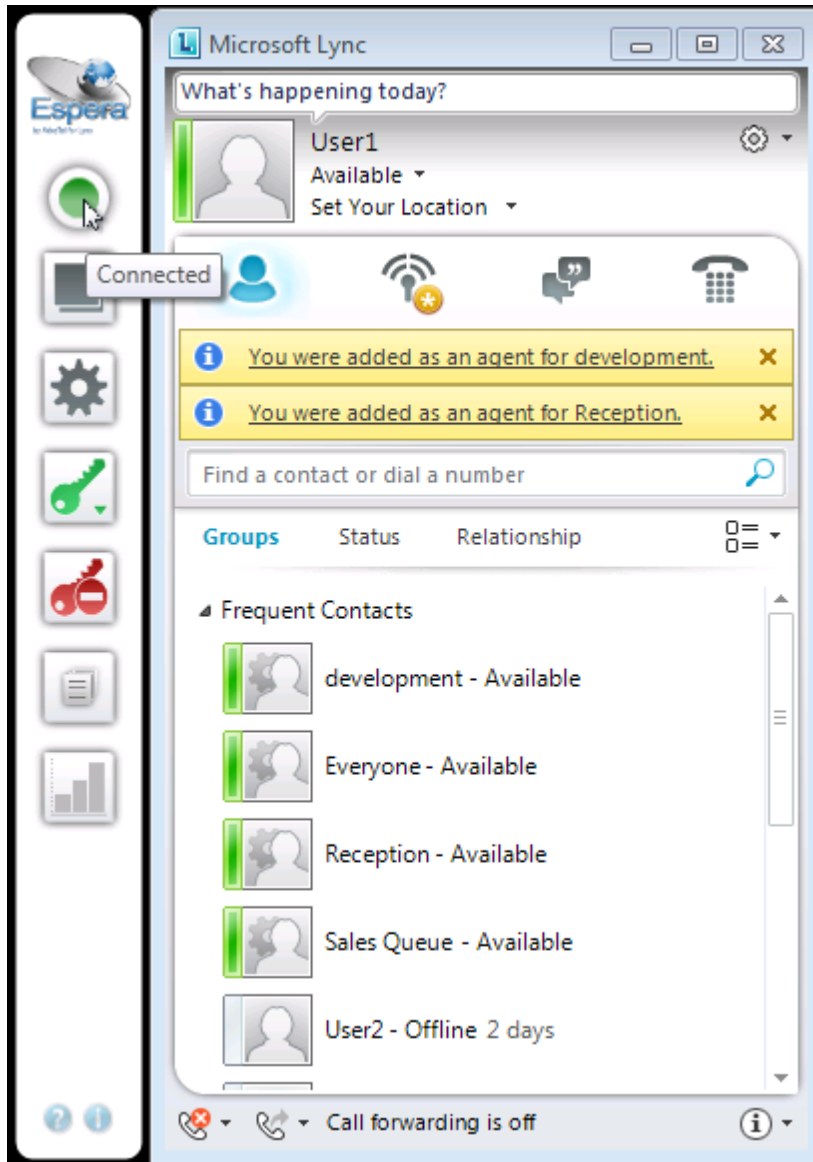 Espera
Connected
Microsoft Lync
What's happening today?
User1
Available
Set Your Location
You were added as an agent for development.
You were added as an agent for Reception.
Find a contact or dial a number
Groups Status Relationship
Frequent Contacts
development - Available
Everyone - Available
Reception - Available
Sales Queue - Available
User2 - Offline 2 days
Call forwarding is off